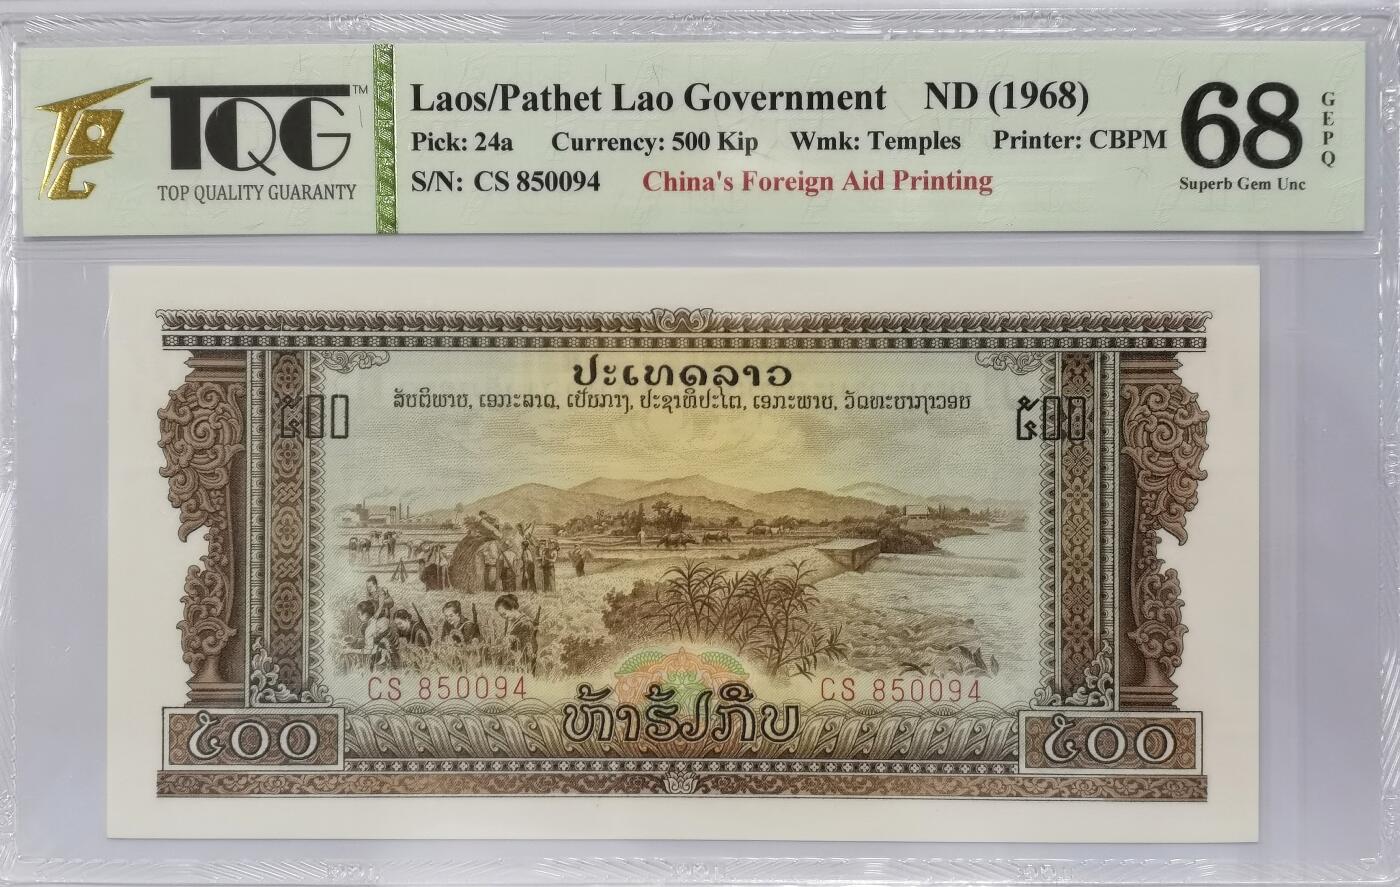 TQG™
TOP QUALITY GUARANTY
Laos/Pathet Lao Government ND (1968)
Pick: 24a Currency: 500 Kip Wmk: Temples Printer: CBPM
S/N: CS 850094 China's Foreign Aid Printing
68
GEPQ
Superb Gem Unc
ປະເທດລາວ
ສັນຕິພາບ, ເອກະລາດ, ເປັນກາງ, ປະຊາທິປະໄຕ, ເອກະພາບ, ວັດທະນາຖາວອນ
໕໐໐ ໕໐໐
CS 850094 CS 850094
ຫ້າຮ້ອຍກີບ
໕໐໐ ໕໐໐